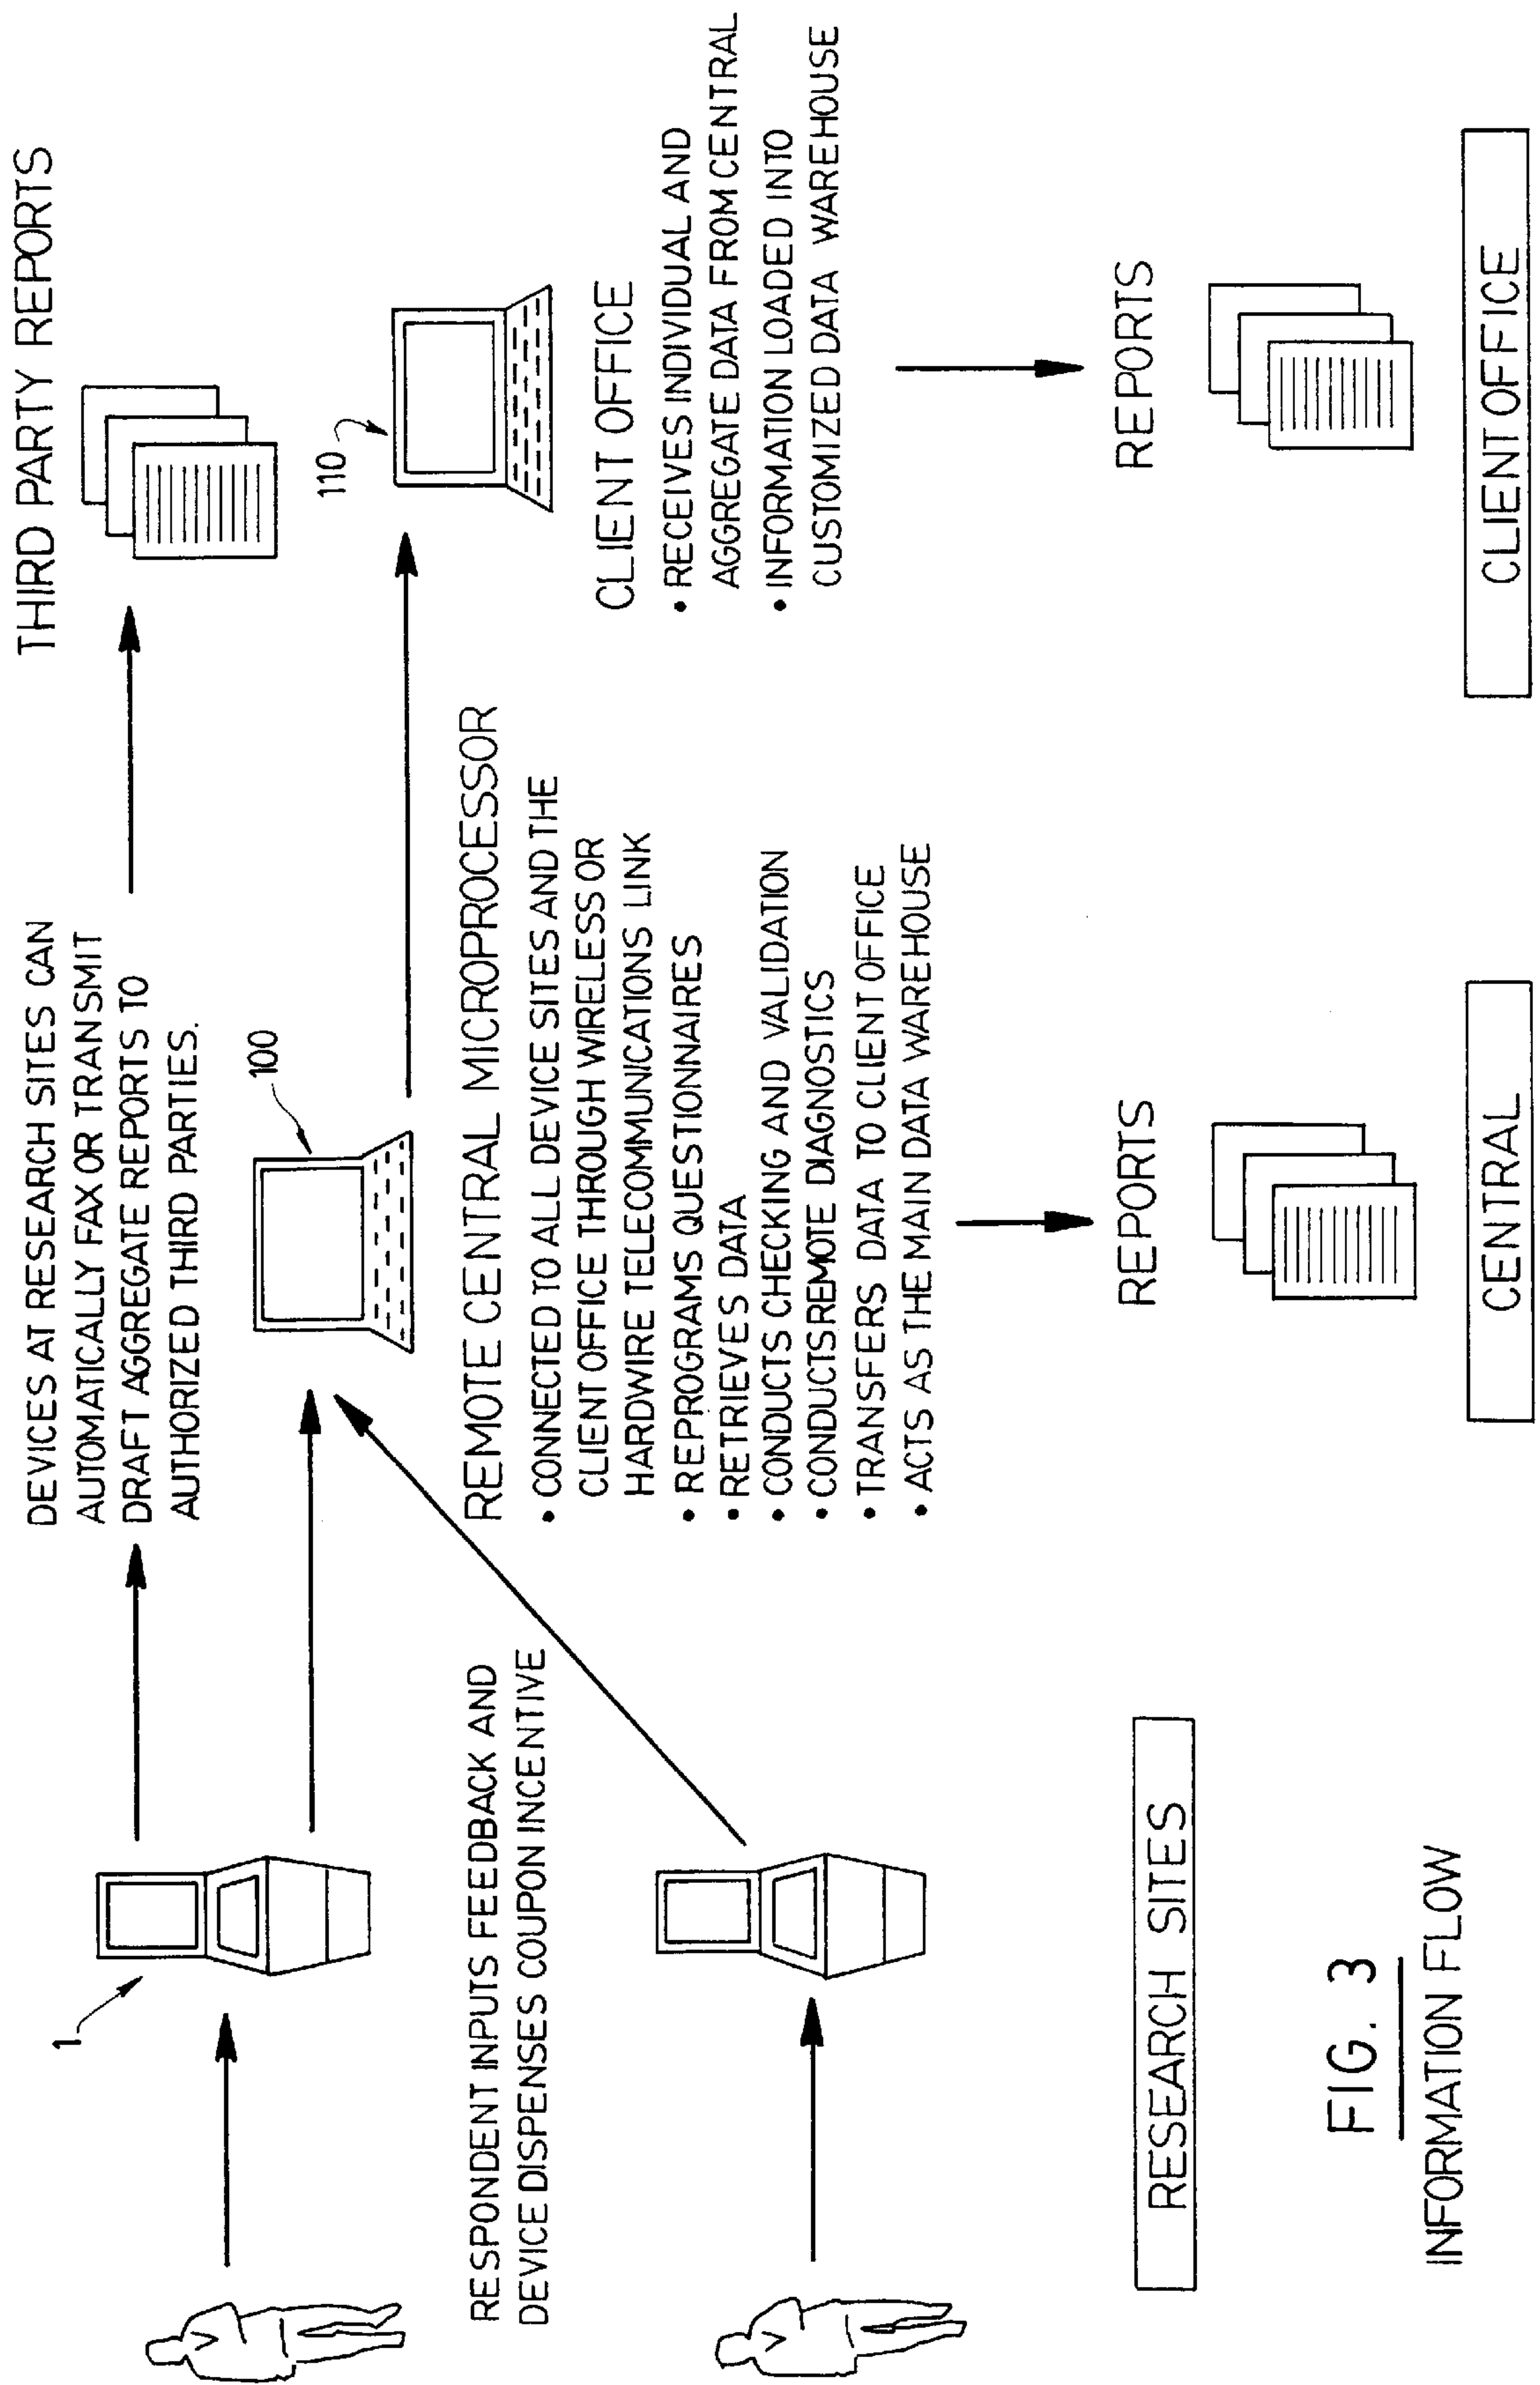 DEVICES AT RESEARCH SITES CAN
AUTOMATICALLY FAX OR TRANSMIT
DRAFT AGGREGATE REPORTS TO
AUTHORIZED THIRD PARTIES.
THIRD PARTY REPORTS
1
100
110
RESPONDENT INPUTS FEEDBACK AND
DEVICE DISPENSES COUPON INCENTIVE
REMOTE CENTRAL MICROPROCESSOR
• CONNECTED TO ALL DEVICE SITES AND THE
CLIENT OFFICE THROUGH WIRELESS OR
HARDWIRE TELECOMMUNICATIONS LINK
• REPROGRAMS QUESTIONNAIRES
• RETRIEVES DATA
• CONDUCTS CHECKING AND VALIDATION
• CONDUCTS REMOTE DIAGNOSTICS
• TRANSFERS DATA TO CLIENT OFFICE
• ACTS AS THE MAIN DATA WAREHOUSE
CLIENT OFFICE
• RECEIVES INDIVIDUAL AND
AGGREGATE DATA FROM CENTRAL
• INFORMATION LOADED INTO
CUSTOMIZED DATA WAREHOUSE
REPORTS
REPORTS
RESEARCH SITES
CENTRAL
CLIENT OFFICE
FIG. 3
INFORMATION FLOW